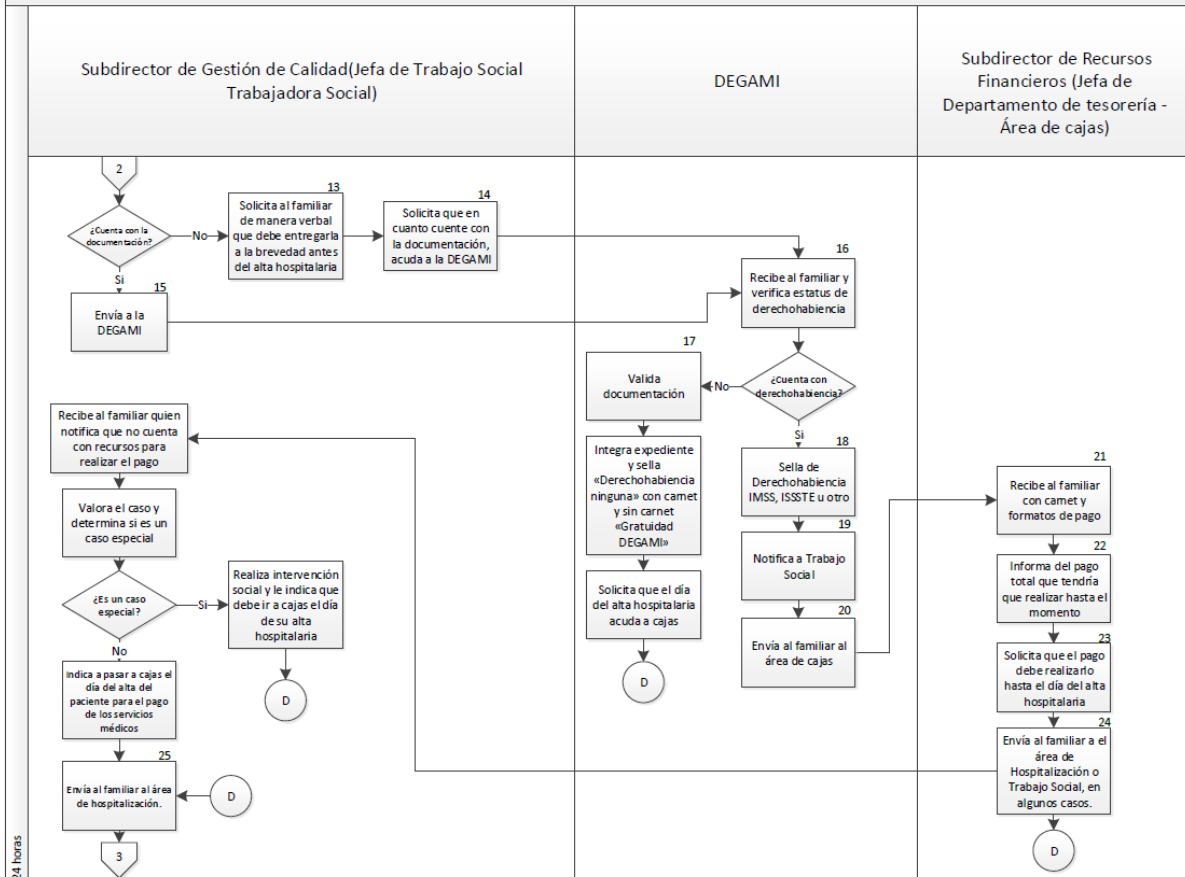 Subdirector de Gestión de Calidad(Jefa de Trabajo Social
Trabajadora Social)
DEGAMI
Subdirector de Recursos
Financieros (Jefa de
Departamento de tesorería -
Área de cajas)
2
¿Cuenta con la
documentación?
No
Si
13
Solicita al familiar
de manera verbal
que debe entregarla
a la brevedad antes
del alta hospitalaria
14
Solicita que en
cuanto cuente con
la documentación,
acuda a la DEGAMI
15
Envía a la
DEGAMI
16
Recibe al familiar y
verifica estatus de
derechohabiencia
¿Cuenta con
derechohabiencia?
No
Si
17
Valida
documentación
Integra expediente
y sella
«Derechohabiencia
ninguna» con carnet
y sin carnet
«Gratuidad
DEGAMI»
Solicita que el día
del alta hospitalaria
acuda a cajas
D
18
Sella de
Derechohabiencia
IMSS, ISSSTE u otro
19
Notifica a Trabajo
Social
20
Envía al familiar al
área de cajas
21
Recibe al familiar
con carnet y
formatos de pago
22
Informa del pago
total que tendría
que realizar hasta el
momento
23
Solicita que el pago
debe realizarlo
hasta el día del alta
hospitalaria
24
Envía al familiar a el
área de
Hospitalización o
Trabajo Social, en
algunos casos.
D
Recibe al familiar quien
notifica que no cuenta
con recursos para
realizar el pago
Valora el caso y
determina si es un
caso especial
¿Es un caso
especial?
Si
No
Realiza intervención
social y le indica que
debe ir a cajas el día
de su alta
hospitalaria
D
Indica a pasar a cajas el
día del alta del
paciente para el pago
de los servicios
médicos
25
Envía al familiar al área
de hospitalización.
D
3
24 horas